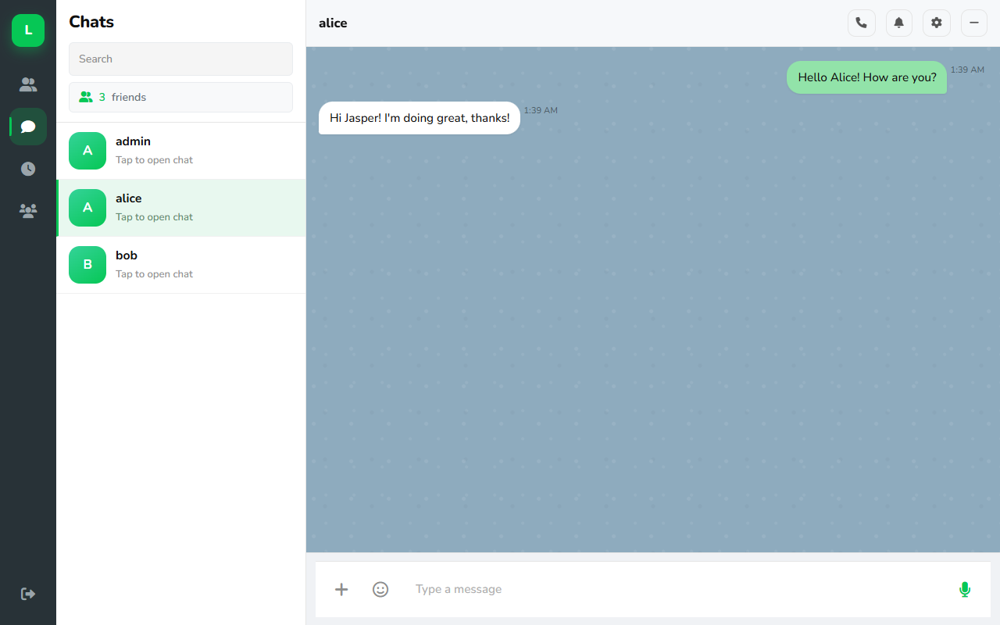 L
Chats
Search
3 friends
A
admin
Tap to open chat
A
alice
Tap to open chat
B
bob
Tap to open chat
alice
Hello Alice! How are you?
1:39 AM
Hi Jasper! I'm doing great, thanks!
1:39 AM
Type a message